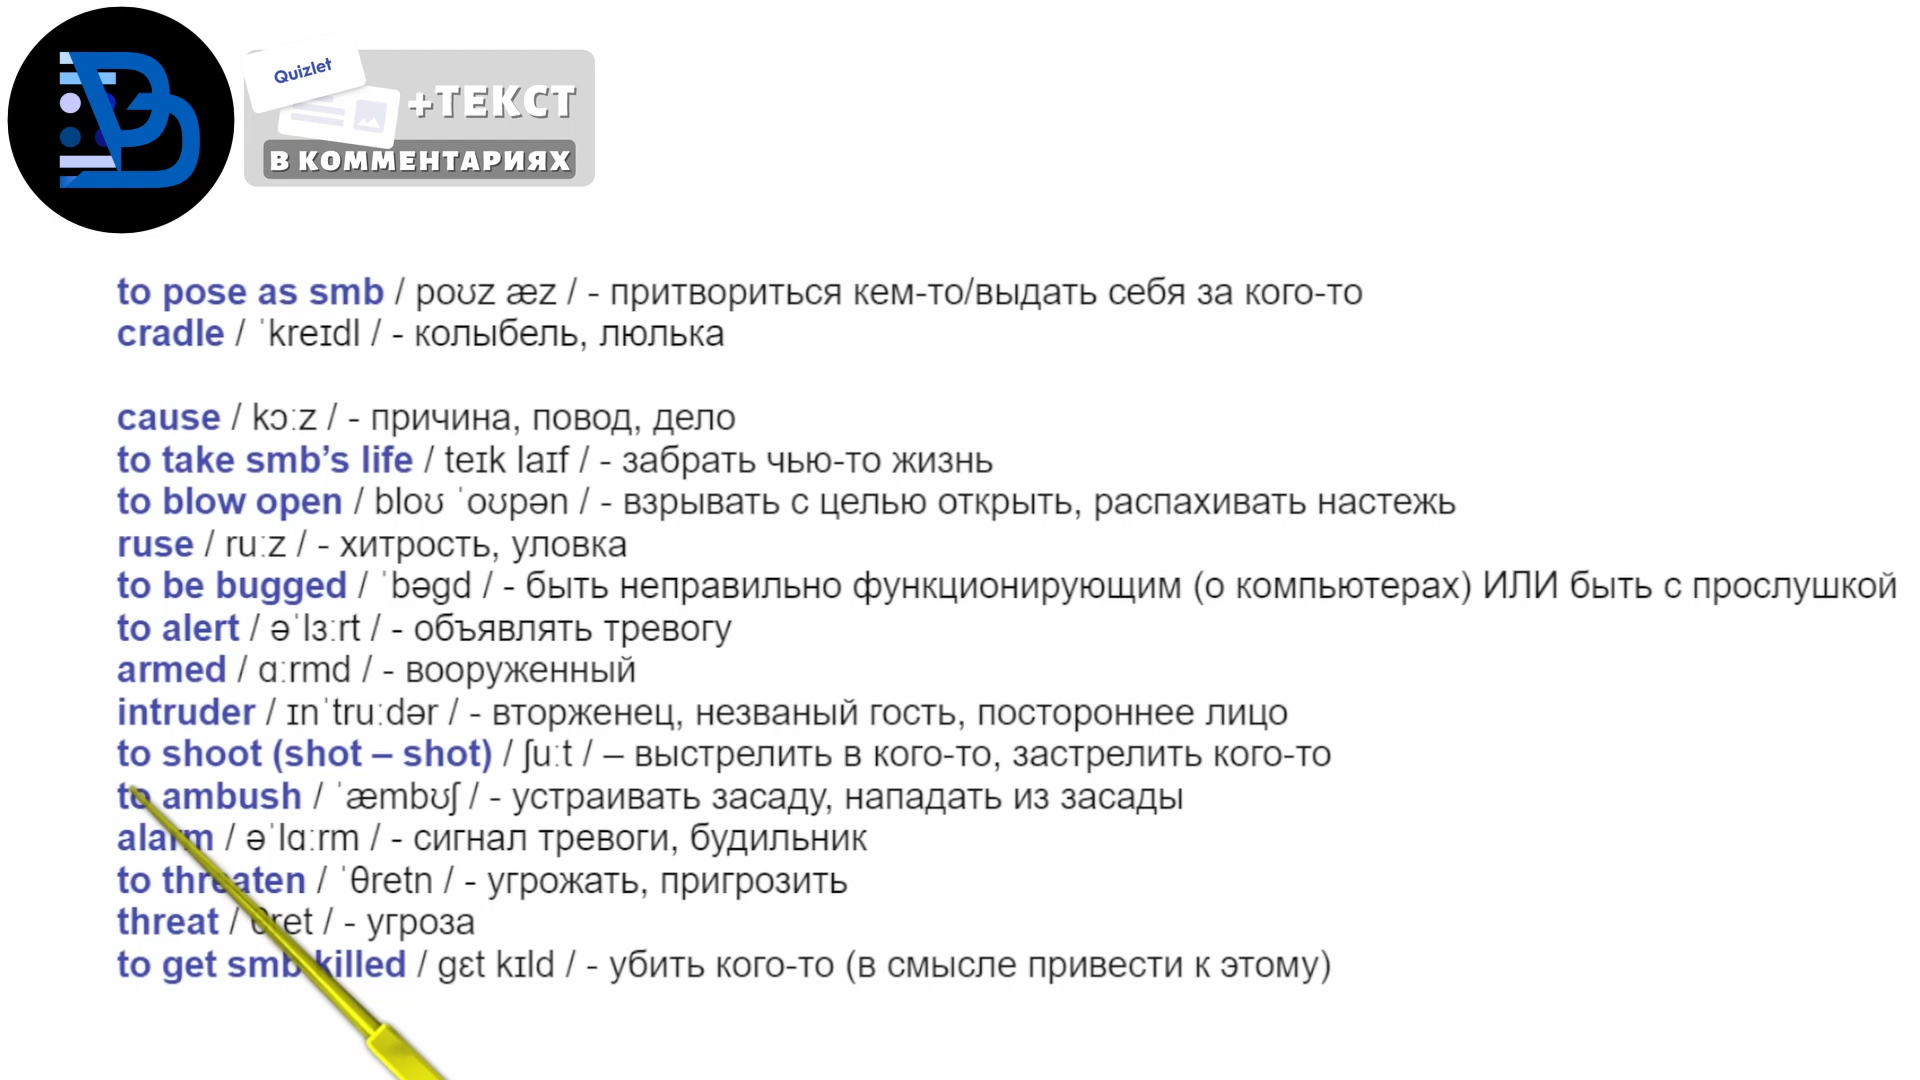 Quizlet
+ТЕКСТ
В КОММЕНТАРИЯХ
to pose as smb / poʊz æz / - притвориться кем-то/выдать себя за кого-то
cradle / ˈkreɪdl / - колыбель, люлька
cause / kɔːz / - причина, повод, дело
to take smb’s life / teɪk laɪf / - забрать чью-то жизнь
to blow open / bloʊ ˈoʊpən / - взрывать с целью открыть, распахивать настежь
ruse / ruːz / - хитрость, уловка
to be bugged / ˈbəgd / - быть неправильно функционирующим (о компьютерах) ИЛИ быть с прослушкой
to alert / əˈlɜːrt / - объявлять тревогу
armed / ɑːrmd / - вооруженный
intruder / ɪnˈtruːdər / - вторженец, незваный гость, постороннее лицо
to shoot (shot – shot) / ʃuːt / – выстрелить в кого-то, застрелить кого-то
to ambush / ˈæmbʊʃ / - устраивать засаду, нападать из засады
alarm / əˈlɑːrm / - сигнал тревоги, будильник
to threaten / ˈθretn / - угрожать, пригрозить
threat / θret / - угроза
to get smb killed / gɛt kɪld / - убить кого-то (в смысле привести к этому)